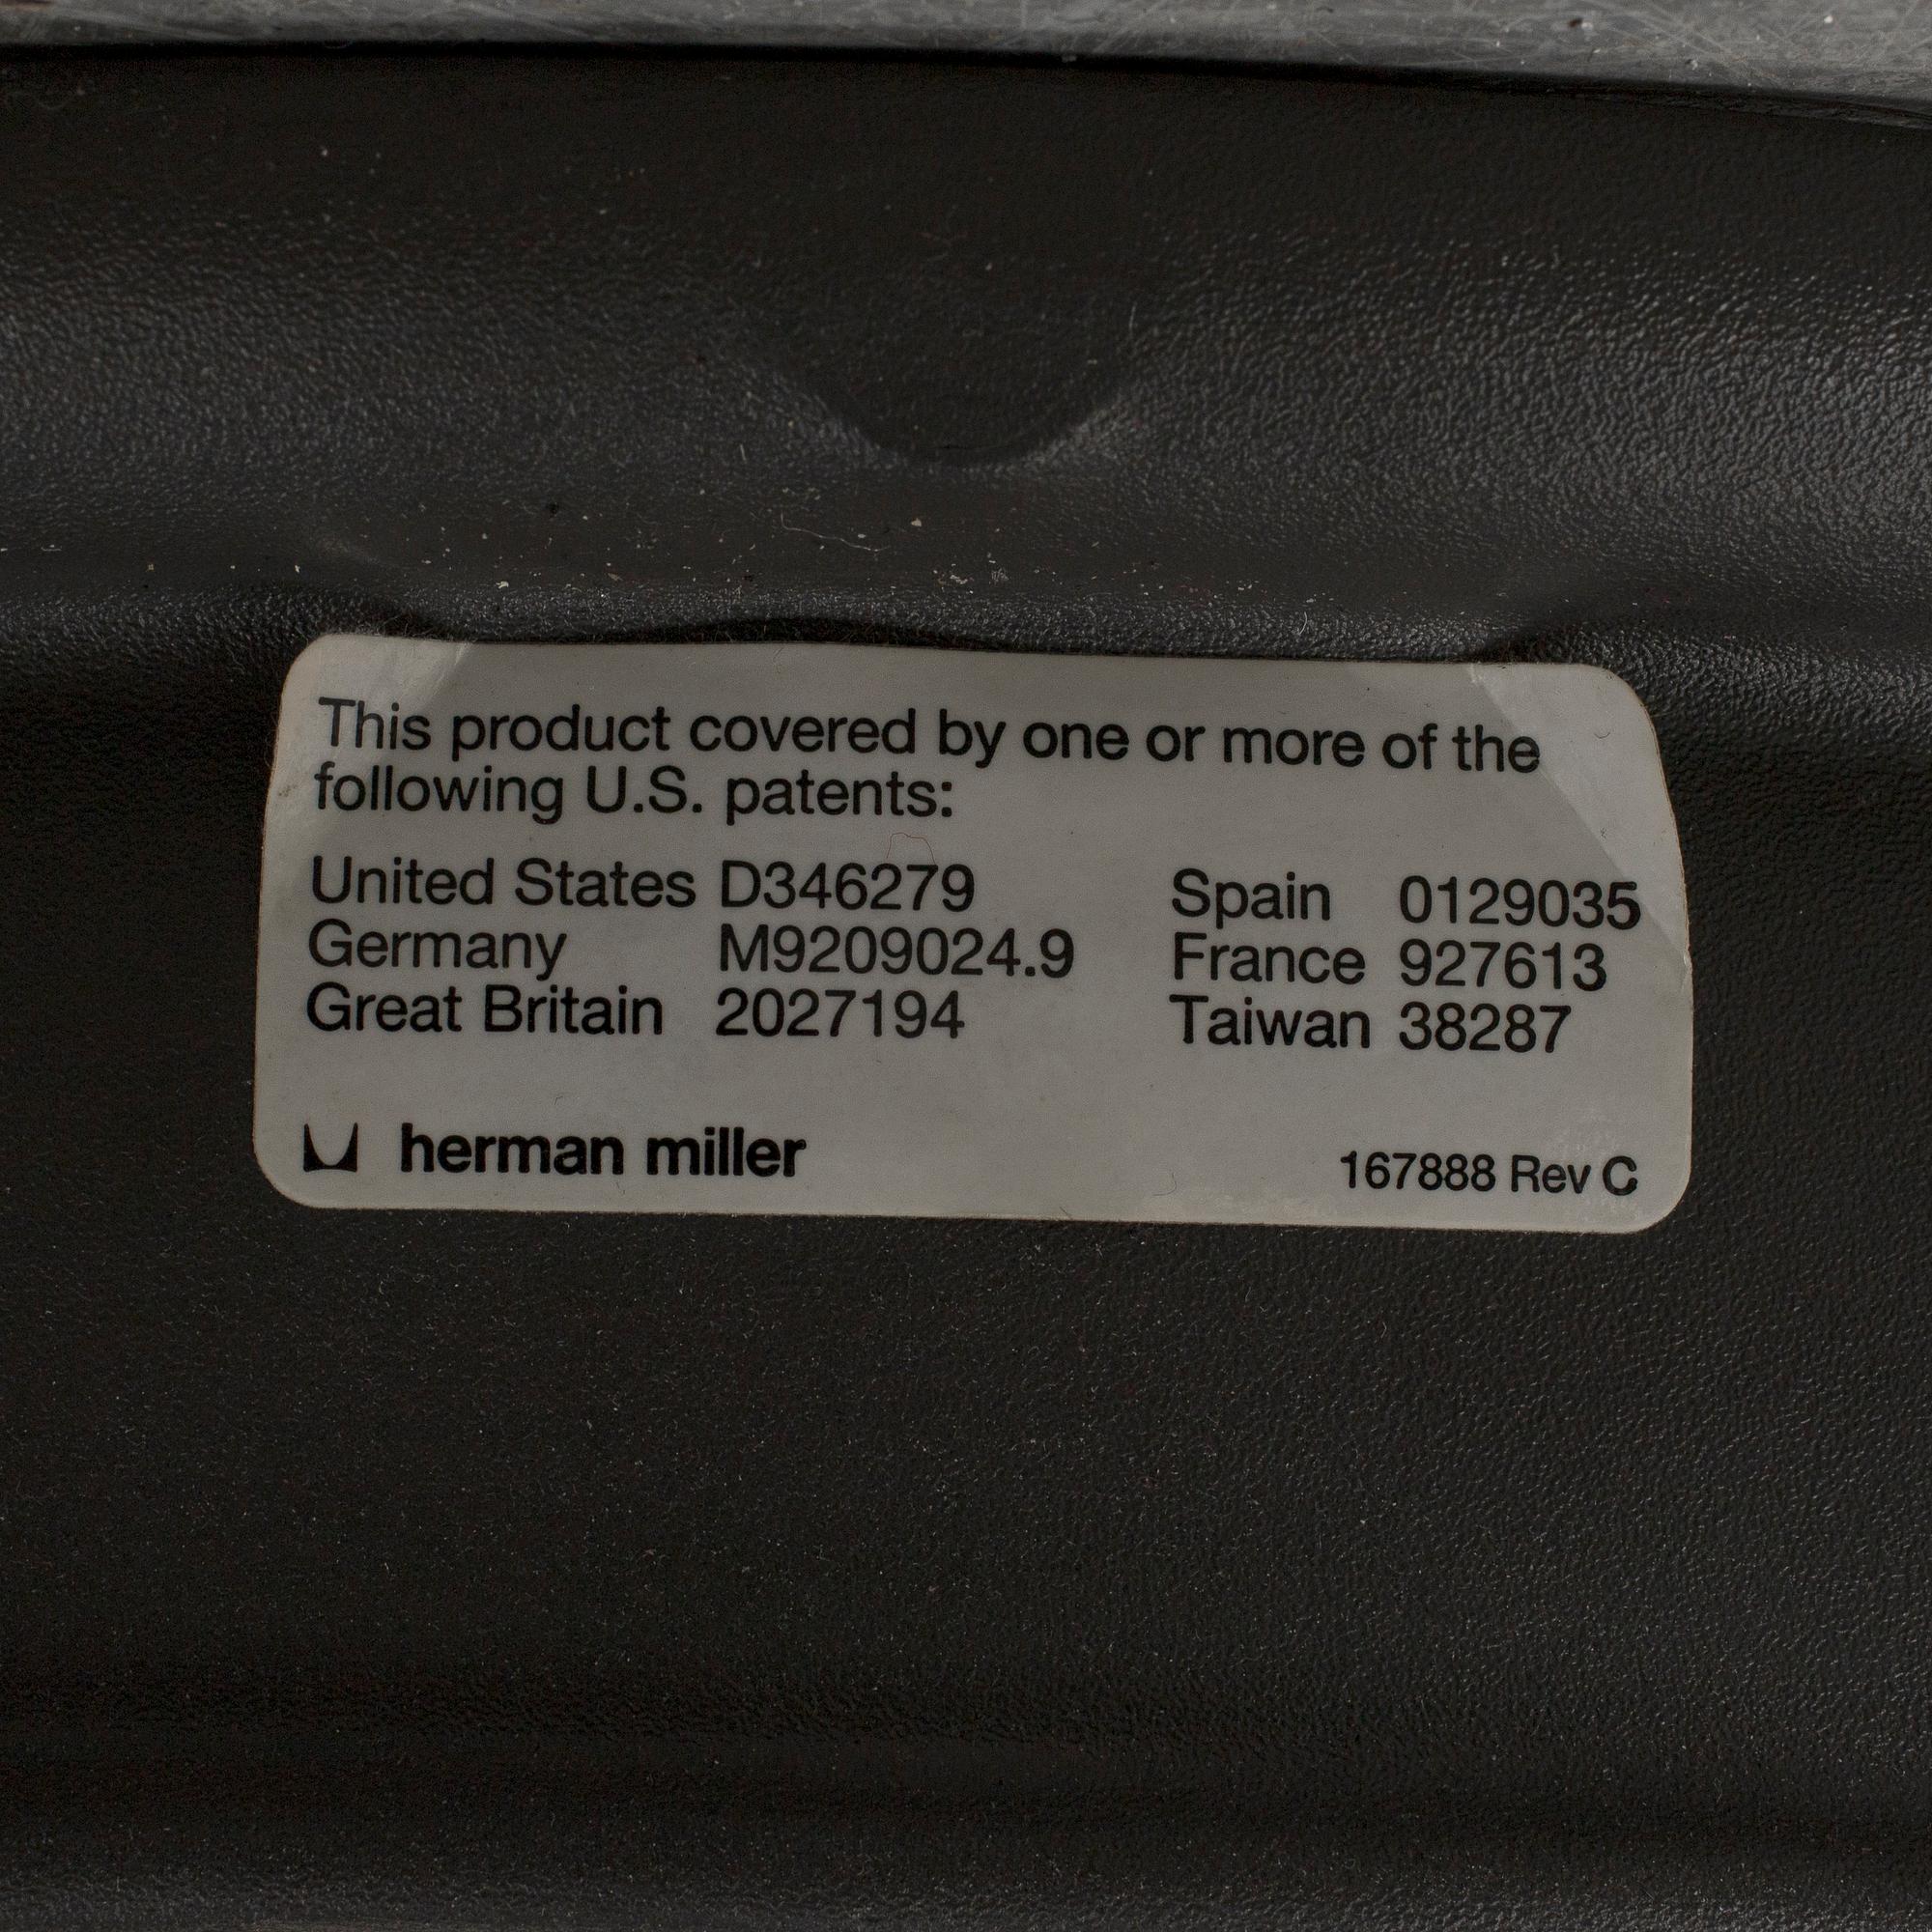 This product covered by one or more of the
following U.S. patents:
United States D346279 Spain 0129035
Germany M9209024.9 France 927613
Great Britain 2027194 Taiwan 38287
herman miller 167888 Rev C